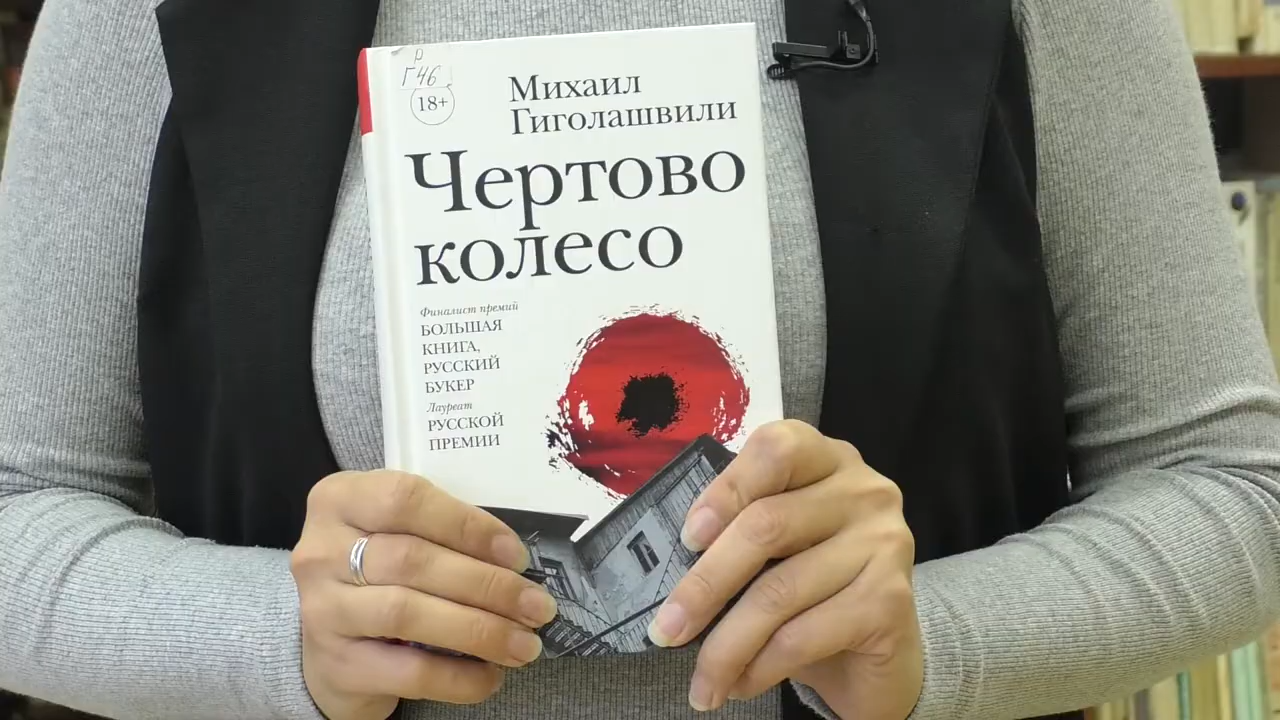 Р
Г46
18+
Михаил
Гиголашвили
Чертово
колесо
Финалист премий
БОЛЬШАЯ
КНИГА,
РУССКИЙ
БУКЕР
Лауреат
РУССКОЙ
ПРЕМИИ